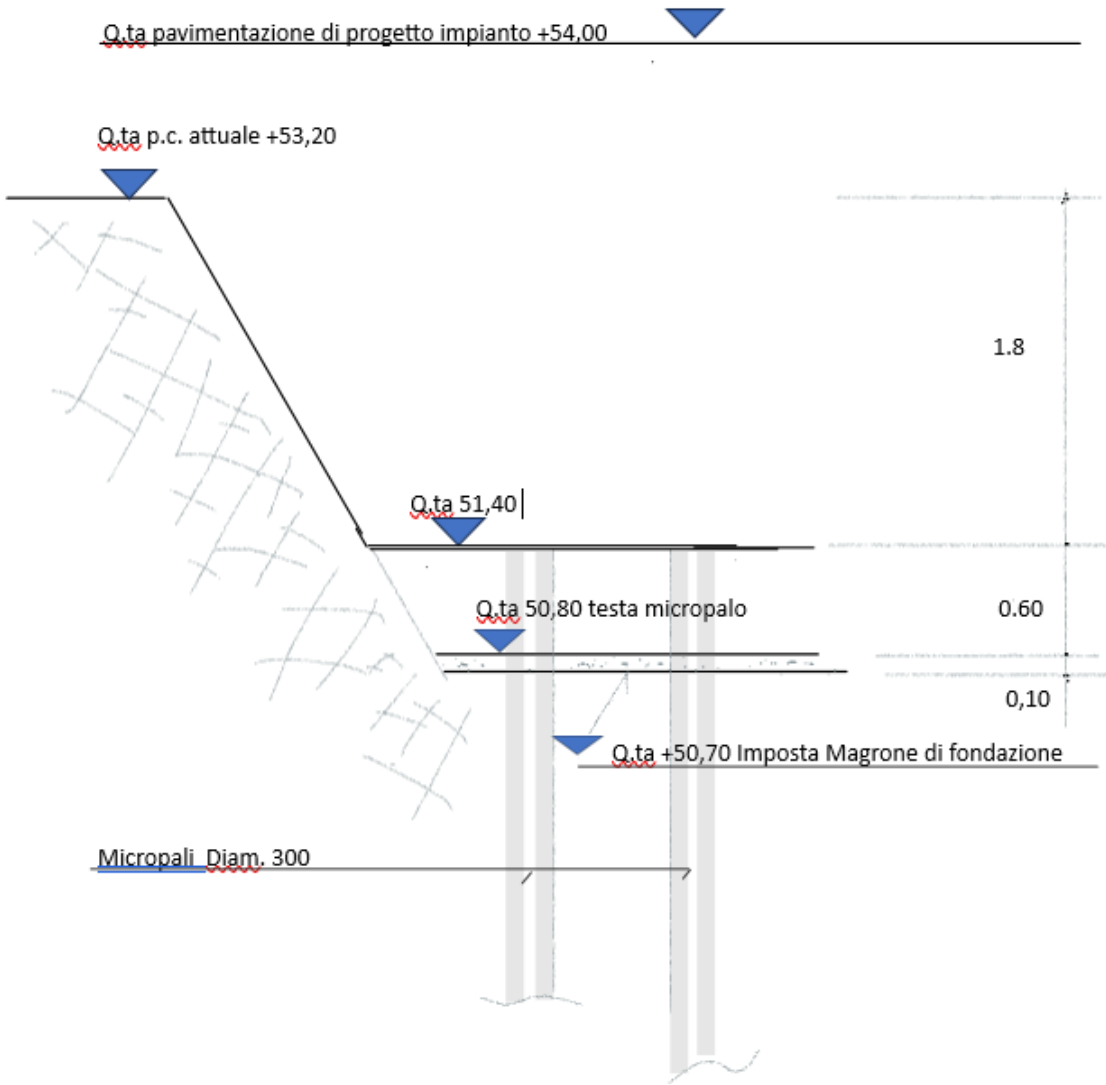 Q.ta pavimentazione di progetto impianto +54,00
Q.ta p.c. attuale +53,20
1.8
Q.ta 51,40
Q.ta 50,80 testa micropalo
0.60
0,10
Q.ta +50,70 Imposta Magrone di fondazione
Micropali Diam. 300